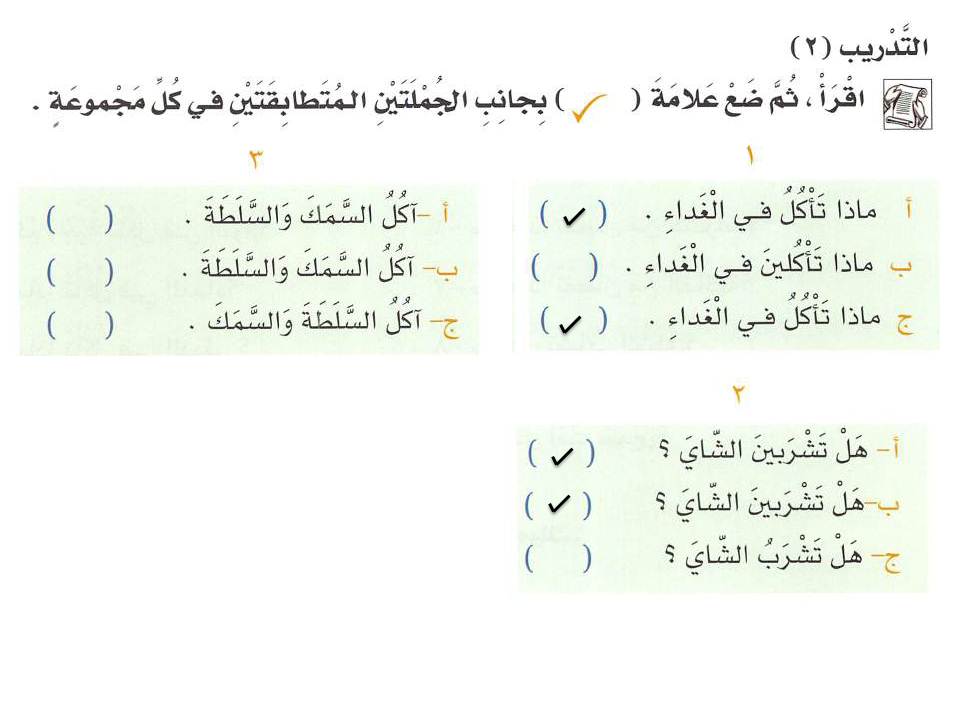 التَّدْريب (٢)
اقْرَأْ ، ثُمَّ ضَعْ عَلامَةَ ( ✓ ) بِجانِبِ الجُمْلَتَيْنِ المُتَطابِقَتَيْنِ في كُلِّ مَجْموعَةٍ .
١
أ ماذا تَأْكُلُ في الْغَداءِ . ( ✓ )
ب ماذا تَأْكُلينَ في الْغَداءِ . ( )
ج ماذا تَأْكُلُ في الْغَداءِ . ( ✓ )
٢
أ- هَلْ تَشْرَبينَ الشّايَ ؟ ( ✓ )
ب- هَلْ تَشْرَبينَ الشّايَ ؟ ( ✓ )
ج- هَلْ تَشْرَبُ الشّايَ ؟ ( )
٣
أ- آكُلُ السَّمَكَ وَالسَّلَطَةَ . ( )
ب- آكُلُ السَّمَكَ وَالسَّلَطَةَ . ( )
ج- آكُلُ السَّلَطَةَ وَالسَّمَكَ . ( )